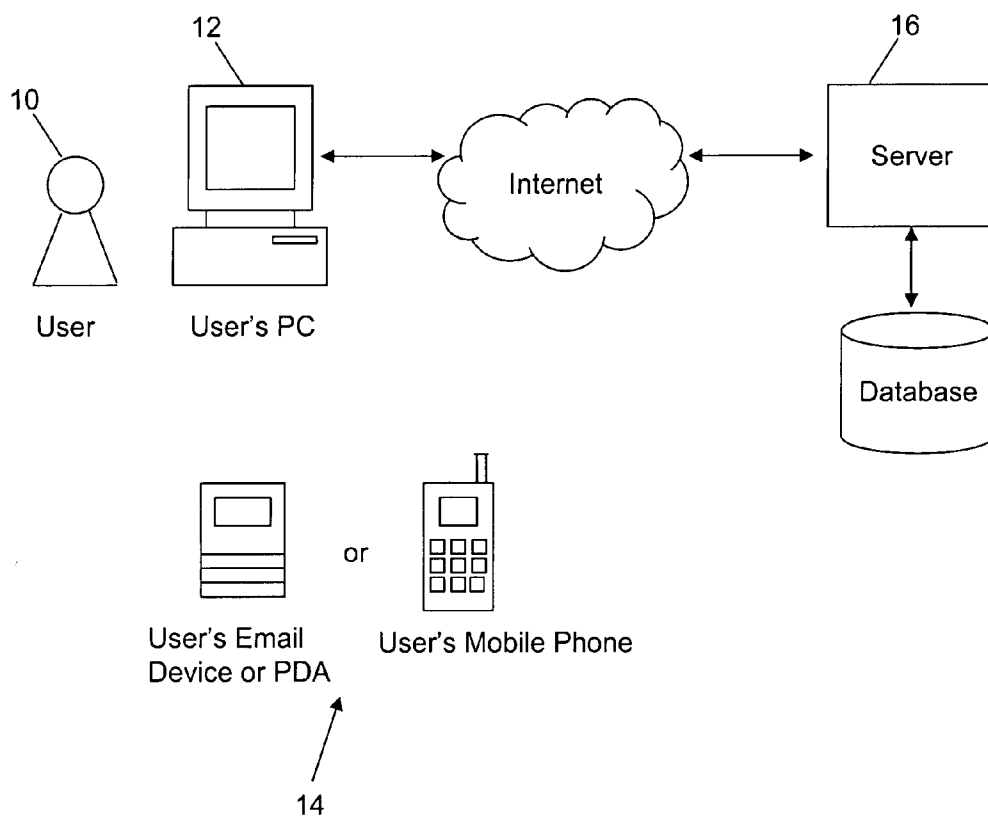 12
16
10
Server
Internet
User
User's PC
Database
or
User's Email
Device or PDA
User's Mobile Phone
14